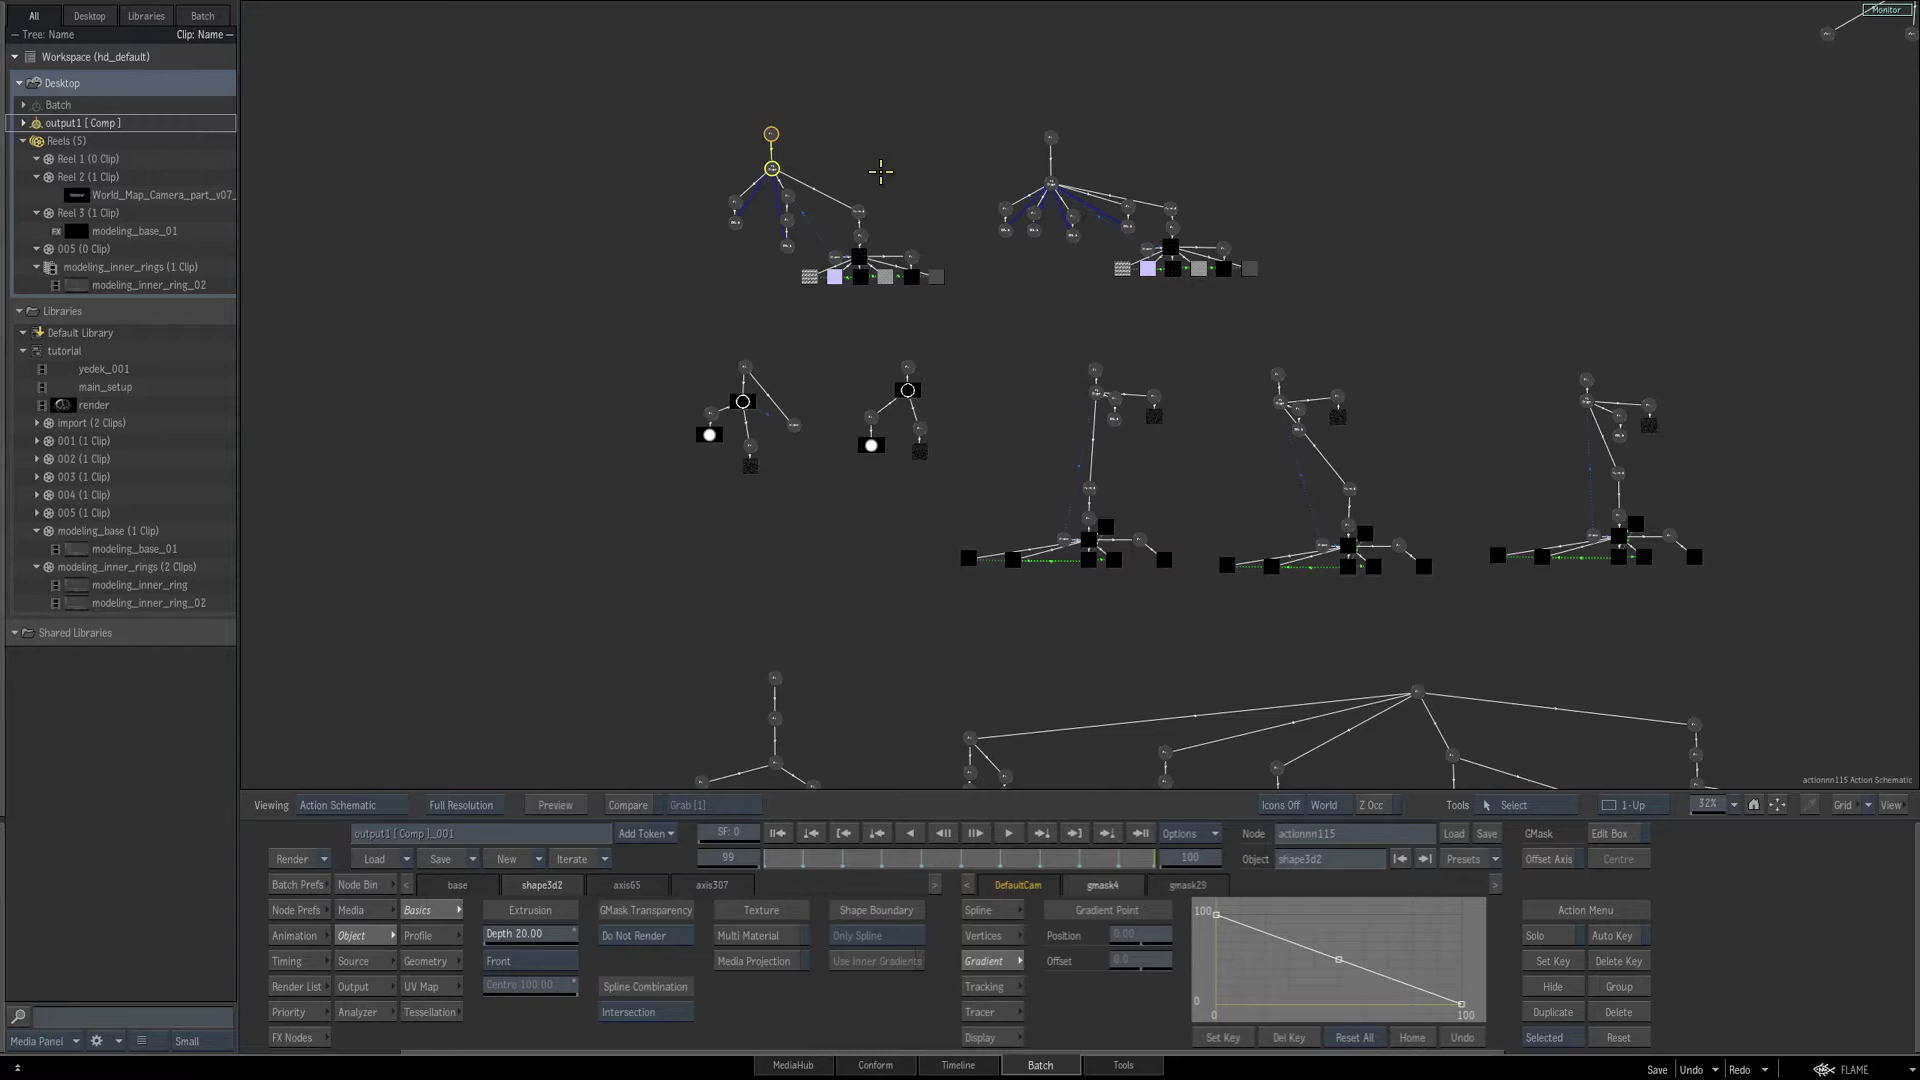 All
Desktop
Libraries
Batch
Tree: Name
Clip: Name
Workspace (hd_default)
Desktop
Batch
output1 [ Comp ]
Reels (5)
Reel 1 (0 Clip)
Reel 2 (1 Clip)
World_Map_Camera_part_v07_
Reel 3 (1 Clip)
FX
modeling_base_01
005 (0 Clip)
modeling_inner_rings (1 Clip)
modeling_inner_ring_02
Libraries
Default Library
tutorial
yedek_001
main_setup
render
import (2 Clips)
001 (1 Clip)
002 (1 Clip)
003 (1 Clip)
004 (1 Clip)
005 (1 Clip)
modeling_base (1 Clip)
modeling_base_01
modeling_inner_rings (2 Clips)
modeling_inner_ring
modeling_inner_ring_02
Shared Libraries
Media Panel
Small
Monitor
actionnn115 Action Schematic
Viewing
Action Schematic
Full Resolution
Preview
Compare
Grab [1]
Icons Off
World
Z Occ
Tools
Select
1-Up
32%
Grid
View
output1 [ Comp ]_001
Add Token
SF: 0
Options
Node
actionnn115
Load
Save
GMask
Edit Box
Render
Load
Save
New
Iterate
99
100
Object
shape3d2
Presets
Offset Axis
Centre
Batch Prefs
Node Bin
<
base
shape3d2
axis65
axis307
>
<
DefaultCam
gmask4
gmask29
>
Node Prefs
Media
Basics
Extrusion
GMask Transparency
Texture
Shape Boundary
Spline
Gradient Point
100
Action Menu
Animation
Object
Profile
Depth 20.00
Do Not Render
Multi Material
Only Spline
Vertices
Position
0.00
Solo
Auto Key
Timing
Source
Geometry
Front
Media Projection
Use Inner Gradients
Gradient
Offset
0.0
Set Key
Delete Key
Render List
Output
UV Map
Centre 100.00
Spline Combination
Tracking
Hide
Group
Priority
Analyzer
Tessellation
Intersection
Tracer
0
0
100
Duplicate
Delete
FX Nodes
Display
Set Key
Del Key
Reset All
Home
Undo
Selected
Reset
MediaHub
Conform
Timeline
Batch
Tools
Save
Undo
Redo
FLAME